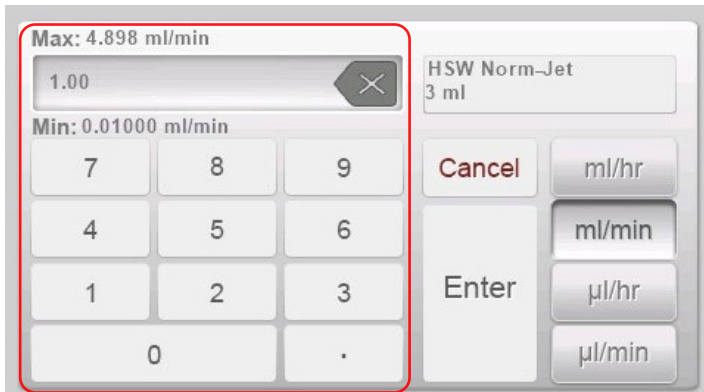 Max: 4.898 ml/min
1.00
HSW Norm-Jet
3 ml
Min: 0.01000 ml/min
7 8 9 Cancel ml/hr
4 5 6 ml/min
1 2 3 Enter µl/hr
0 . µl/min